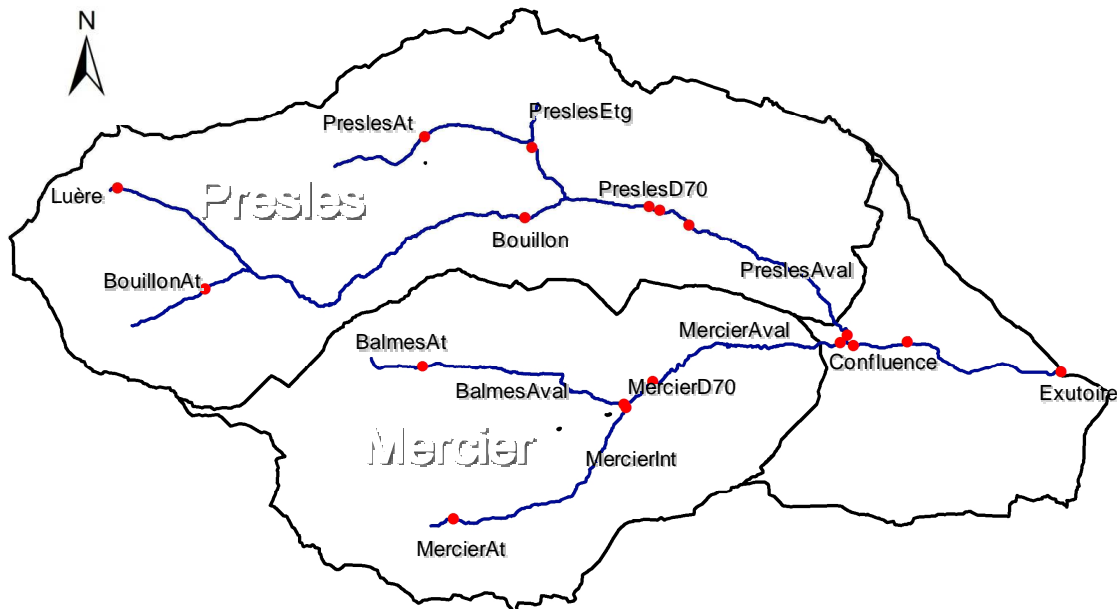 N
PreslesEtg
PreslesAt
Luère
Presles
PreslesD70
Bouillon
BouillonAt
PreslesAval
MercierAval
BalmesAt
Confluence
BalmesAval
MercierD70
Exutoire
Mercier
MercierInt
MercierAt